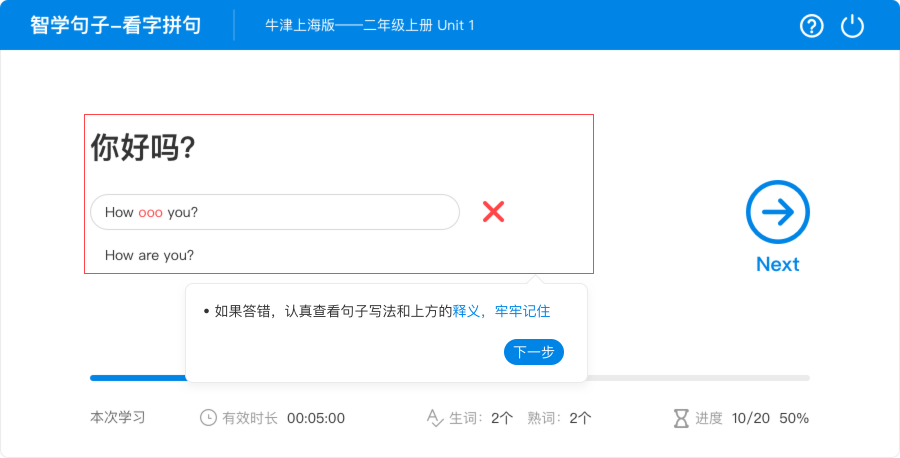 智学句子-看字拼句
牛津上海版——二年级上册 Unit 1
你好吗?
How ooo you?
How are you?
Next
• 如果答错，认真查看句子写法和上方的释义，牢牢记住
下一步
本次学习 有效时长 00:05:00 生词：2个 熟词：2个 进度 10/20 50%